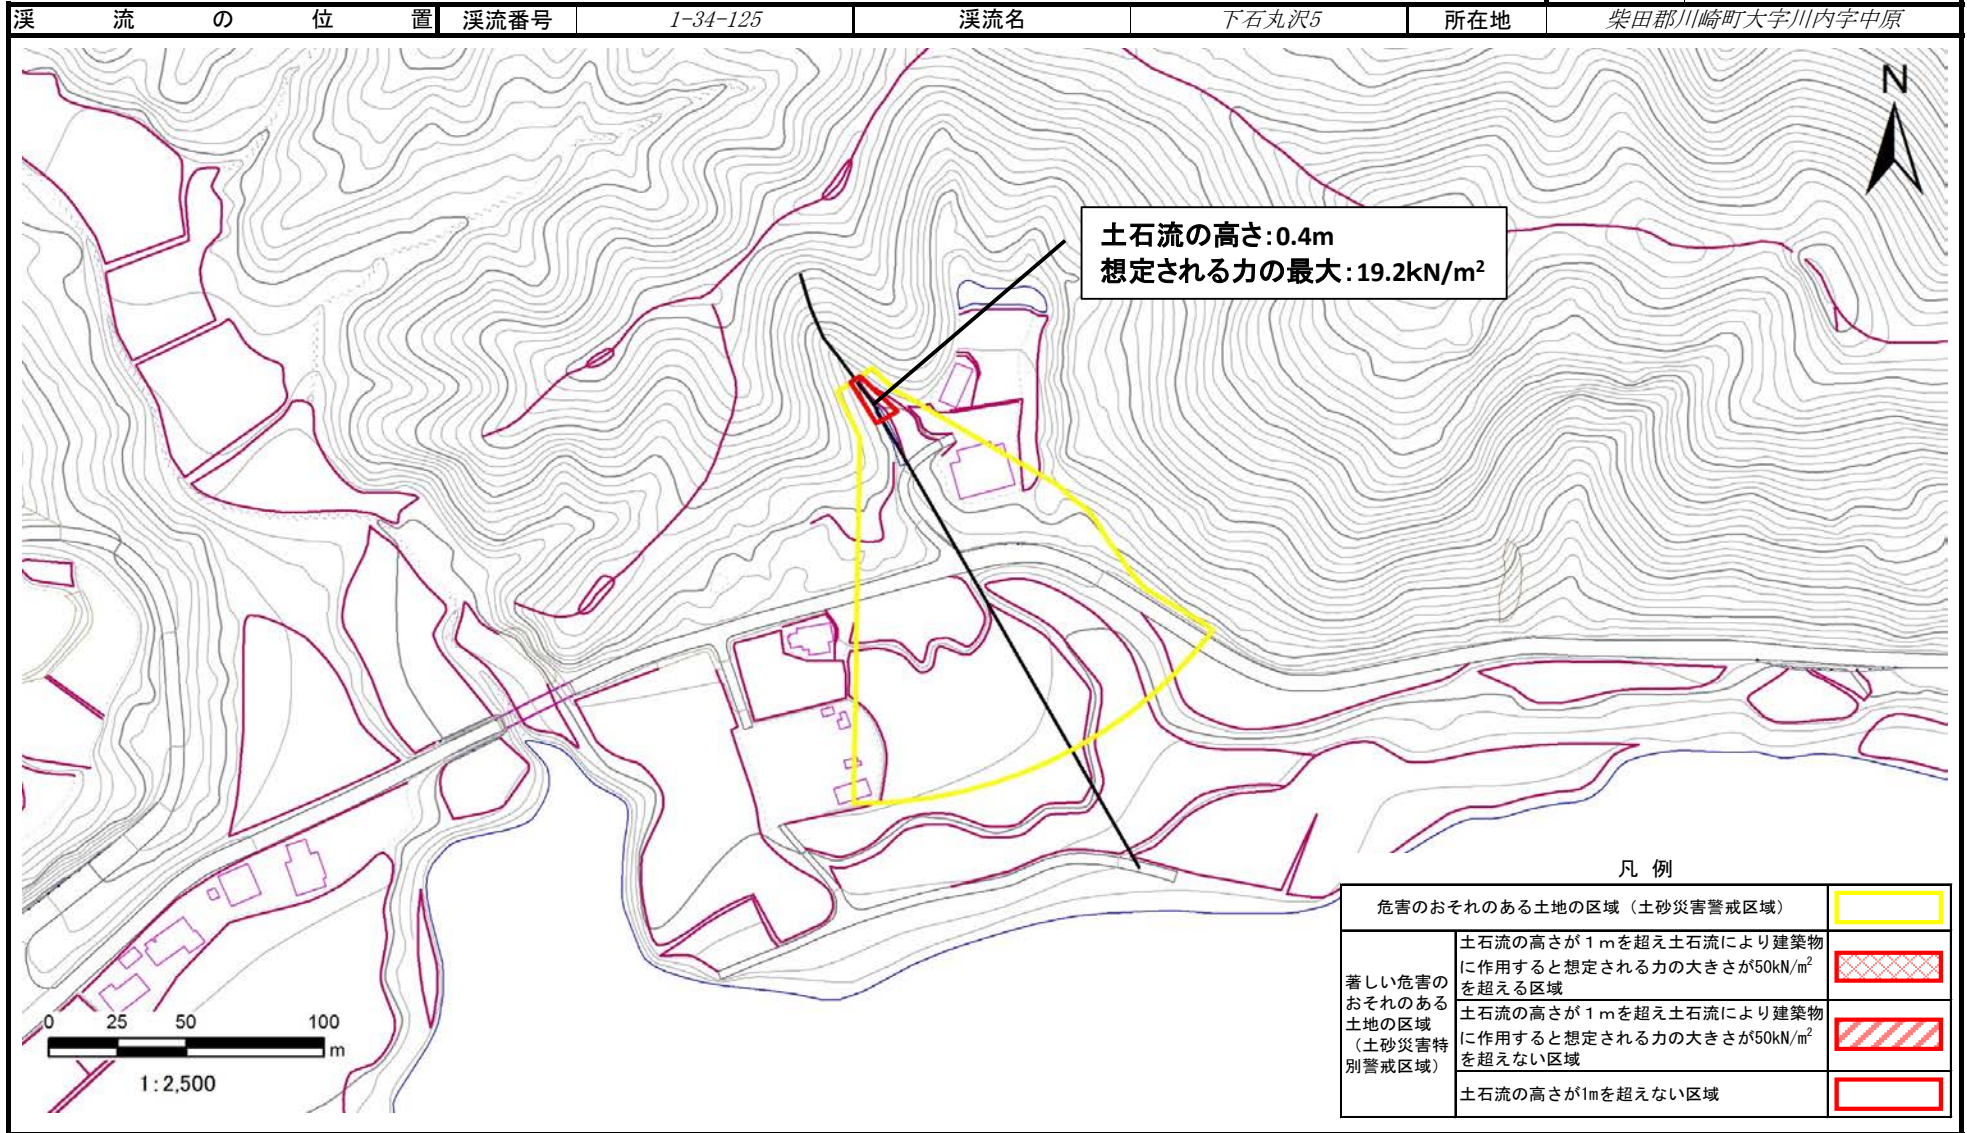 渓流の位置 渓流番号 1-34-125 渓流名 下石丸沢5 所在地 柴田郡川崎町大字川内字中原
N
土石流の高さ:0.4m
想定される力の最大:19.2kN/m²
凡 例
危害のおそれのある土地の区域（土砂災害警戒区域）
著しい危害の
おそれのある
土地の区域
（土砂災害特
別警戒区域）
土石流の高さが１ｍを超え土石流により建築物
に作用すると想定される力の大きさが50kN/m²
を超える区域
土石流の高さが１ｍを超え土石流により建築物
に作用すると想定される力の大きさが50kN/m²
を超えない区域
土石流の高さが1mを超えない区域
0 25 50 100
m
1:2,500